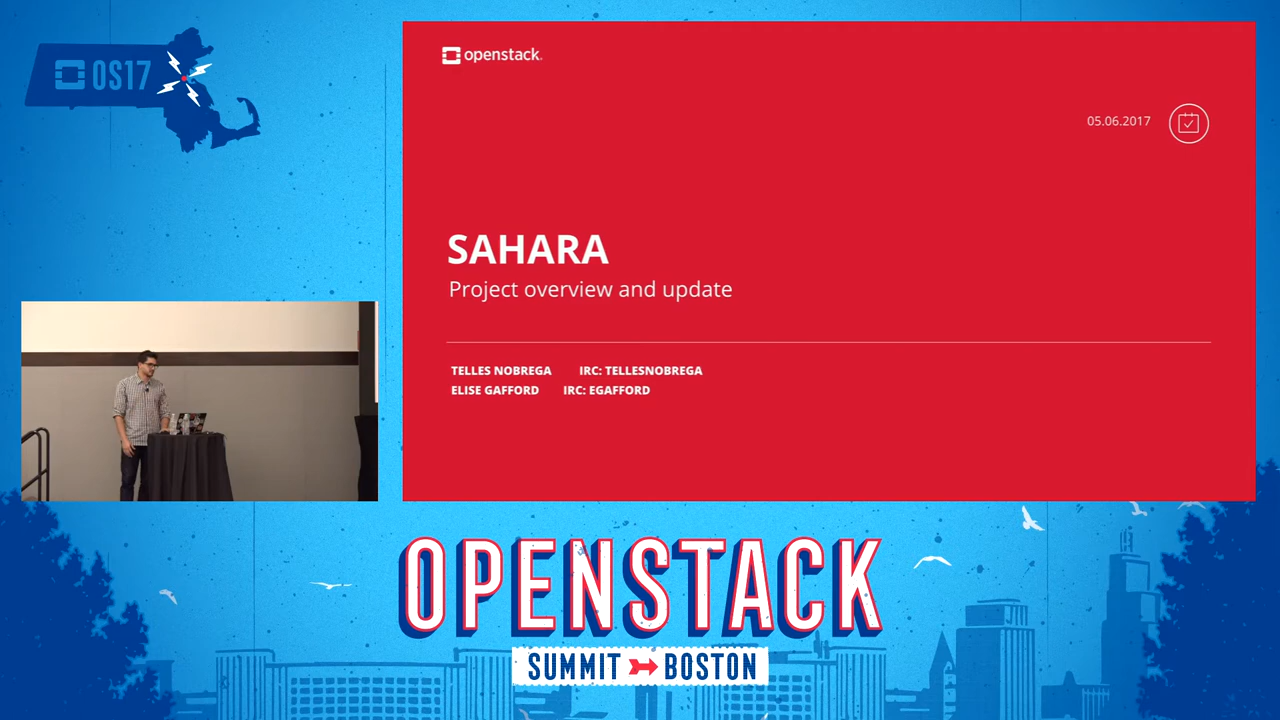 OS17
openstack.
05.06.2017
SAHARA
Project overview and update
TELLES NOBREGA IRC: TELLESNOBREGA
ELISE GAFFORD IRC: EGAFFORD
OPENSTACK
SUMMIT BOSTON